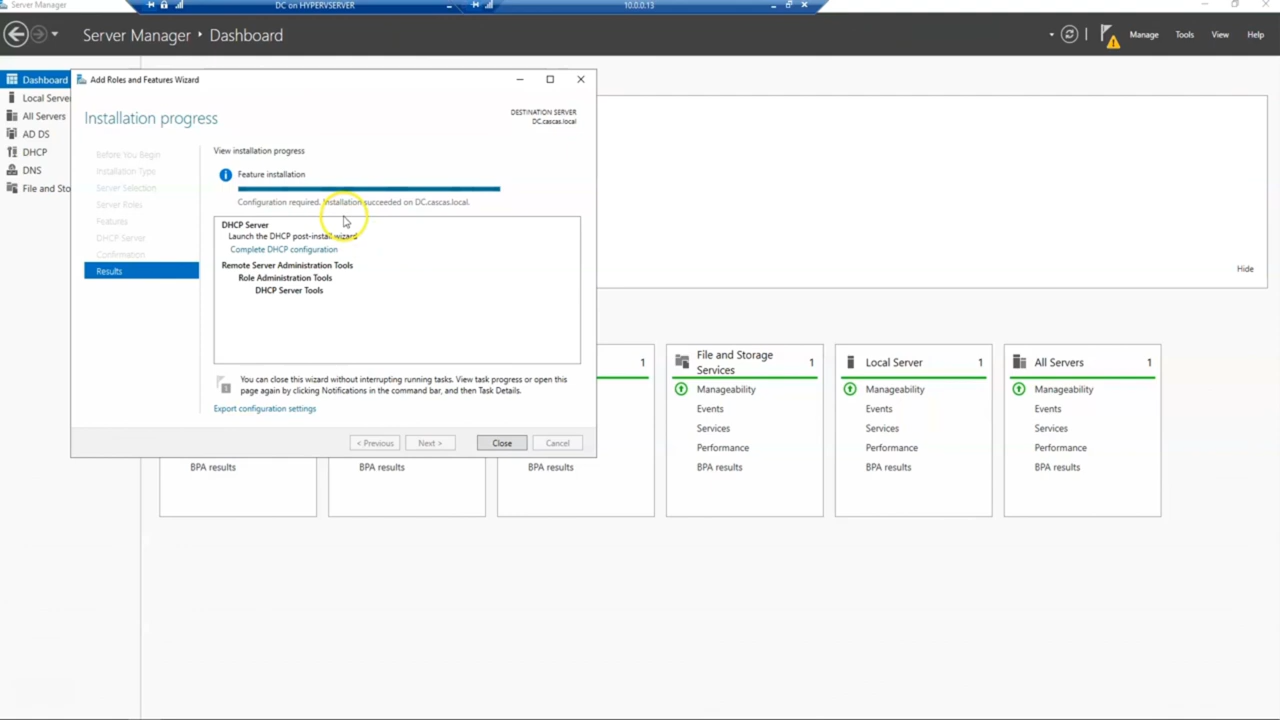 Server Manager
DC on HYPERVSERVER
10.0.0.13
Server Manager
Dashboard
Manage
Tools
View
Help
Dashboard
Local Serve
All Servers
AD DS
DHCP
DNS
File and Sto
Add Roles and Features Wizard
Installation progress
DESTINATION SERVER
DC.cascas.local
Before You Begin
Installation Type
Server Selection
Server Roles
Features
DHCP Server
Confirmation
Results
View installation progress
Feature installation
Configuration required. Installation succeeded on DC.cascas.local.
DHCP Server
Launch the DHCP post-install wizard
Complete DHCP configuration
Remote Server Administration Tools
Role Administration Tools
DHCP Server Tools
You can close this wizard without interrupting running tasks. View task progress or open this
page again by clicking Notifications in the command bar, and then Task Details.
Export configuration settings
< Previous
Next >
Close
Cancel
Hide
BPA results
BPA results
1
BPA results
File and Storage
Services
1
Manageability
Events
Services
Performance
BPA results
Local Server
1
Manageability
Events
Services
Performance
BPA results
All Servers
1
Manageability
Events
Services
Performance
BPA results